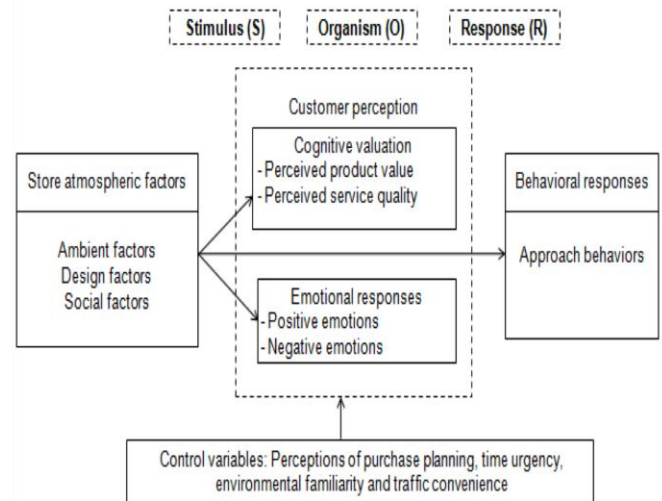 Stimulus (S)
Organism (O)
Response (R)
Customer perception
Cognitive valuation
- Perceived product value
- Perceived service quality
Store atmospheric factors
Ambient factors
Design factors
Social factors
Behavioral responses
Approach behaviors
Emotional responses
- Positive emotions
- Negative emotions
Control variables: Perceptions of purchase planning, time urgency,
environmental familiarity and traffic convenience